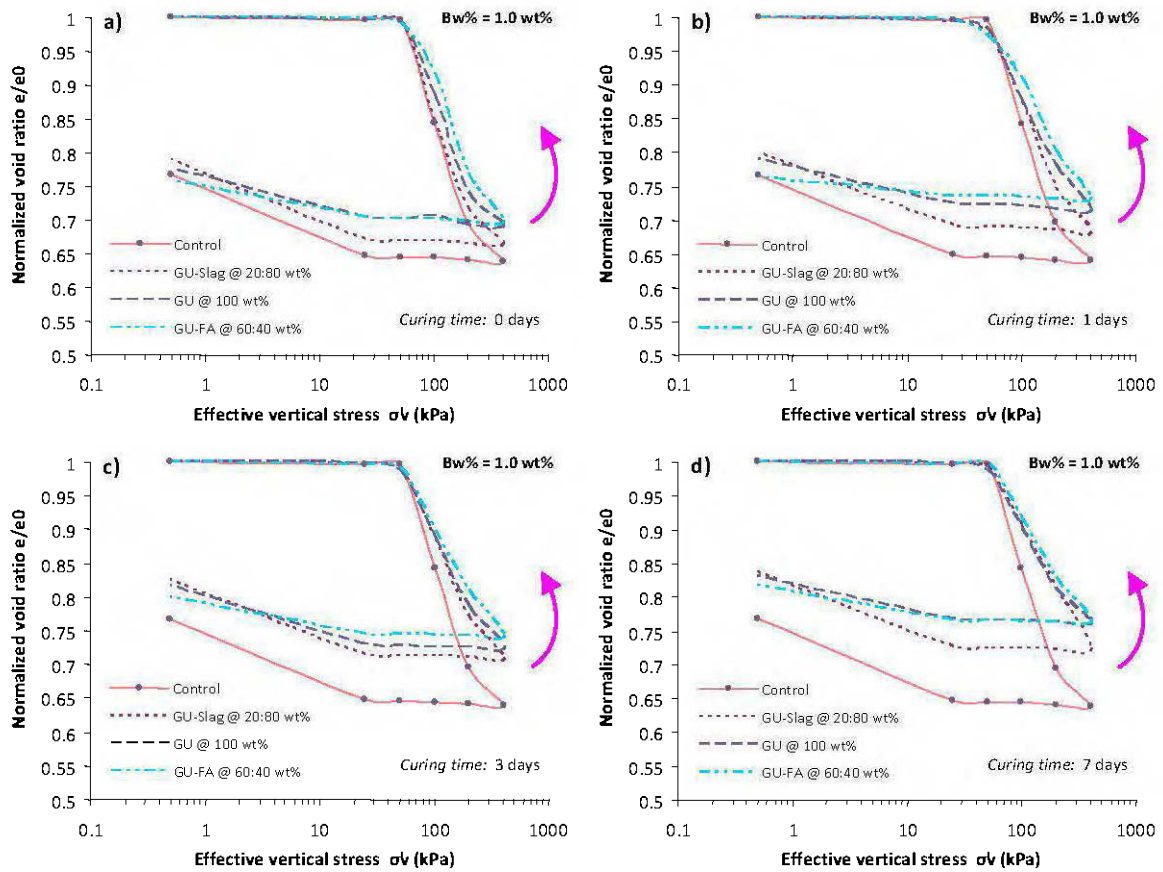 a)
Bw% = 1.0 wt%
1
0.95
0.9
0.85
0.8
0.75
0.7
0.65
0.6
0.55
0.5
Normalized void ratio e/e0
Control
GU-Slag @ 20:80 wt%
GU @ 100 wt%
GU-FA @ 60:40 wt%
Curing time: 0 days
0.1 1 10 100 1000
Effective vertical stress σ'v (kPa)
b)
Bw% = 1.0 wt%
1
0.95
0.9
0.85
0.8
0.75
0.7
0.65
0.6
0.55
0.5
Normalized void ratio e/e0
Control
GU-Slag @ 20:80 wt%
GU @ 100 wt%
GU-FA @ 60:40 wt%
Curing time: 1 days
0.1 1 10 100 1000
Effective vertical stress σ'v (kPa)
c)
Bw% = 1.0 wt%
1
0.95
0.9
0.85
0.8
0.75
0.7
0.65
0.6
0.55
0.5
Normalized void ratio e/e0
Control
GU-Slag @ 20:80 wt%
GU @ 100 wt%
GU-FA @ 60:40 wt%
Curing time: 3 days
0.1 1 10 100 1000
Effective vertical stress σ'v (kPa)
d)
Bw% = 1.0 wt%
1
0.95
0.9
0.85
0.8
0.75
0.7
0.65
0.6
0.55
0.5
Normalized void ratio e/e0
Control
GU-Slag @ 20:80 wt%
GU @ 100 wt%
GU-FA @ 60:40 wt%
Curing time: 7 days
0.1 1 10 100 1000
Effective vertical stress σ'v (kPa)